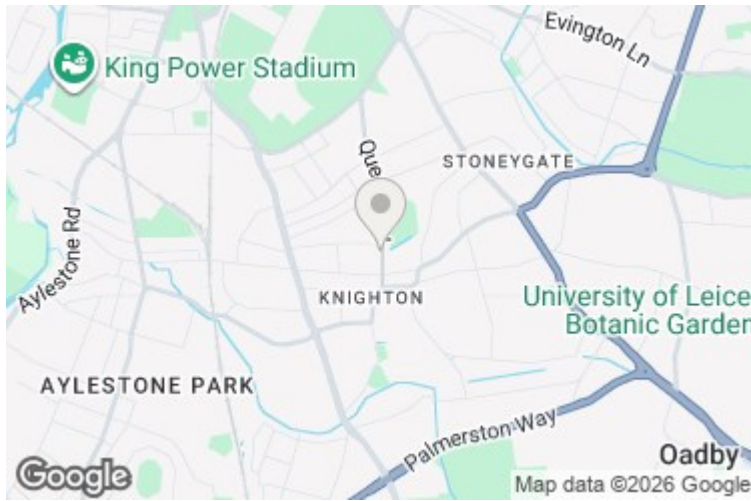 Evington Ln
King Power Stadium
Que
STONEYGATE
Aylestone Rd
KNIGHTON
University of Leice
Botanic Garden
AYLESTONE PARK
Palmerston Way
Oadby
Google
Map data ©2026 Google